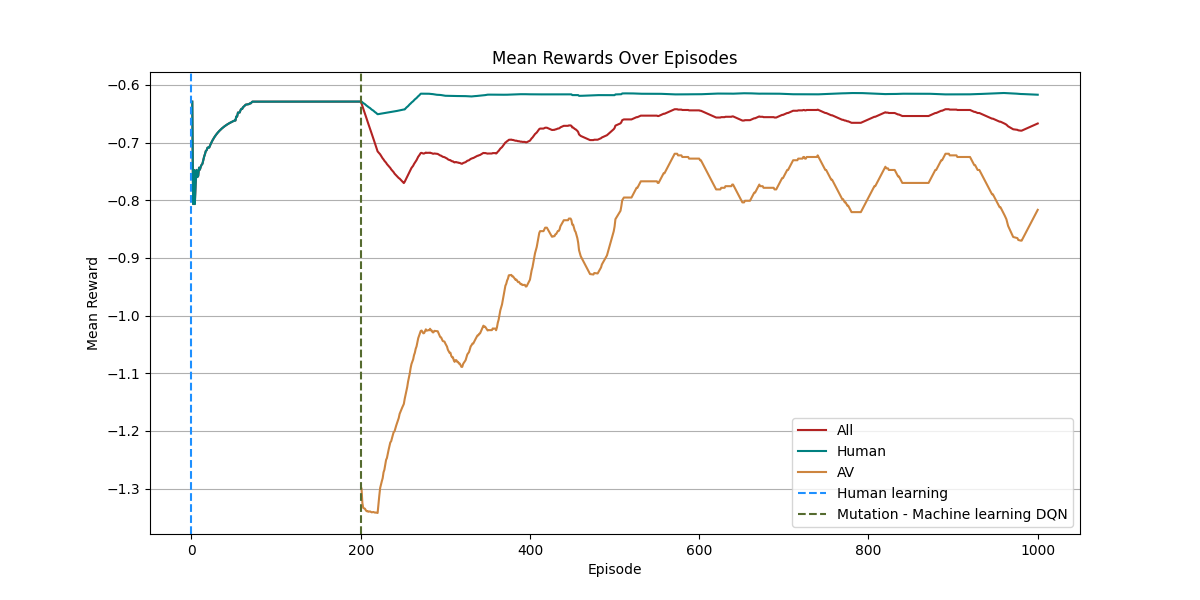 Mean Rewards Over Episodes
Mean Reward
−0.6
−0.7
−0.8
−0.9
−1.0
−1.1
−1.2
−1.3
0 200 400 600 800 1000
Episode
All
Human
AV
Human learning
Mutation - Machine learning DQN